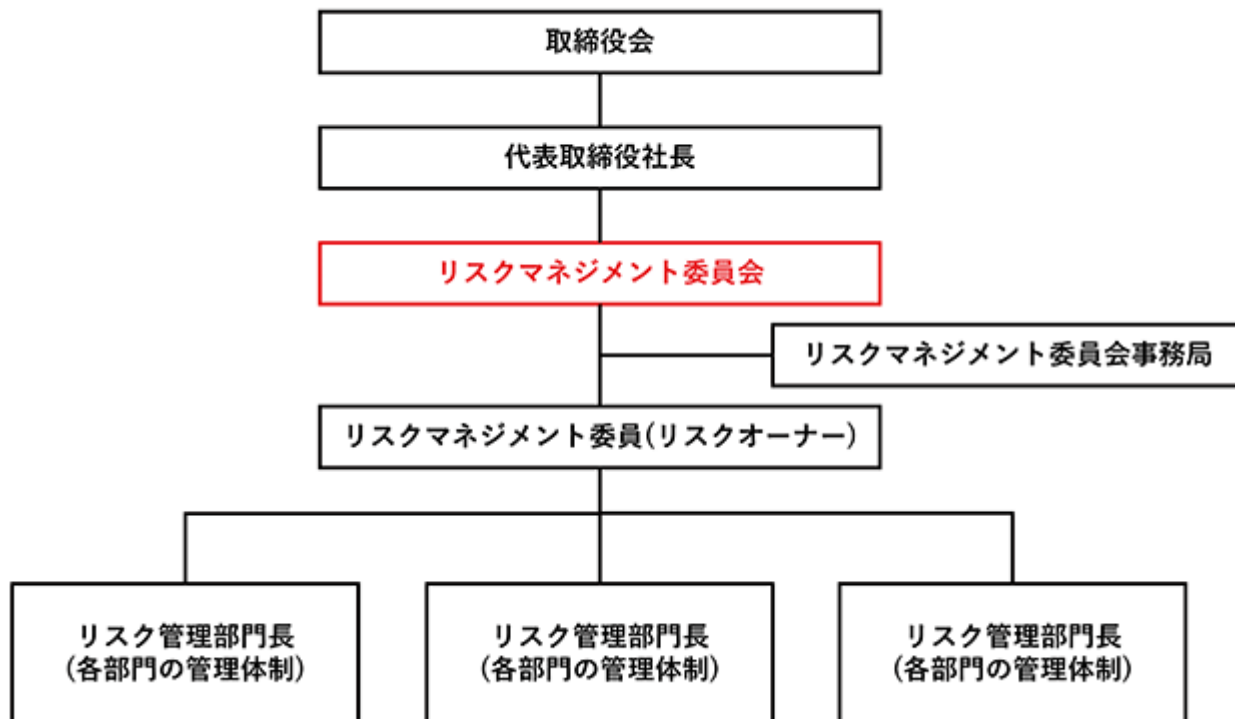 取締役会
代表取締役社長
リスクマネジメント委員会
リスクマネジメント委員会事務局
リスクマネジメント委員(リスクオーナー)
リスク管理部門長
(各部門の管理体制)
リスク管理部門長
(各部門の管理体制)
リスク管理部門長
(各部門の管理体制)